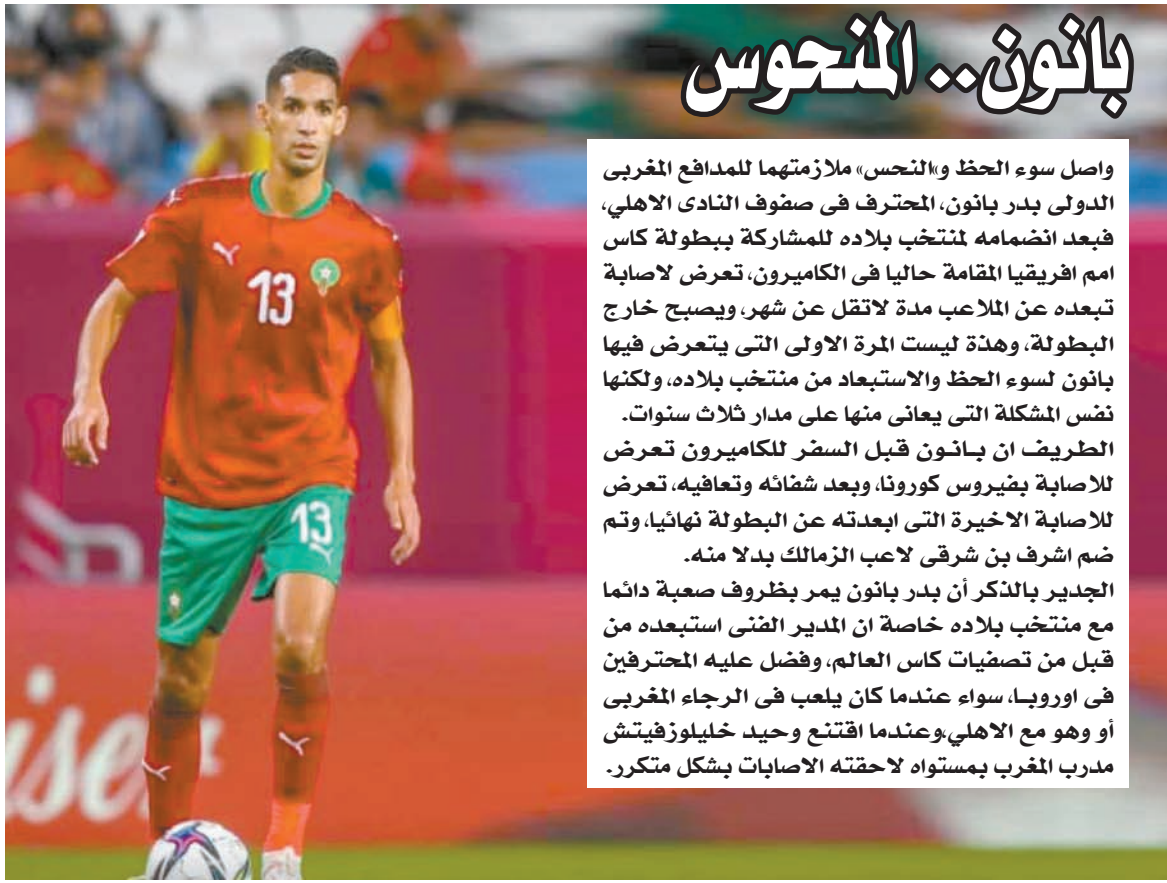 بانون.. المنحوس
واصل سوء الحظ و«النحس» ملازمتهما للمدافع المغربى
الدولى بدر بانون، المحترف فى صفوف النادى الاهلي،
فبعد انضمامه لمنتخب بلاده للمشاركة ببطولة كاس
امم افريقيا المقامة حاليا فى الكاميرون، تعرض لاصابة
تبعده عن الملاعب مدة لاتقل عن شهر، ويصبح خارج
البطولة، وهذة ليست المرة الاولى التى يتعرض فيها
بانون لسوء الحظ والاستبعاد من منتخب بلاده، ولكنها
نفس المشكلة التى يعانى منها على مدار ثلاث سنوات.
الطريف ان بانون قبل السفر للكاميرون تعرض
للاصابة بفيروس كورونا، وبعد شفائه وتعافيه، تعرض
للاصابة الاخيرة التى ابعدته عن البطولة نهائيا، وتم
ضم اشرف بن شرقى لاعب الزمالك بدلا منه.
الجدير بالذكر أن بدر بانون يمر بظروف صعبة دائما
مع منتخب بلاده خاصة ان المدير الفنى استبعده من
قبل من تصفيات كاس العالم، وفضل عليه المحترفين
فى اوروبا، سواء عندما كان يلعب فى الرجاء المغربى
أو وهو مع الاهلي،وعندما اقتنع وحيد خليلوزفيتش
مدرب المغرب بمستواه لاحقته الاصابات بشكل متكرر.
13
13